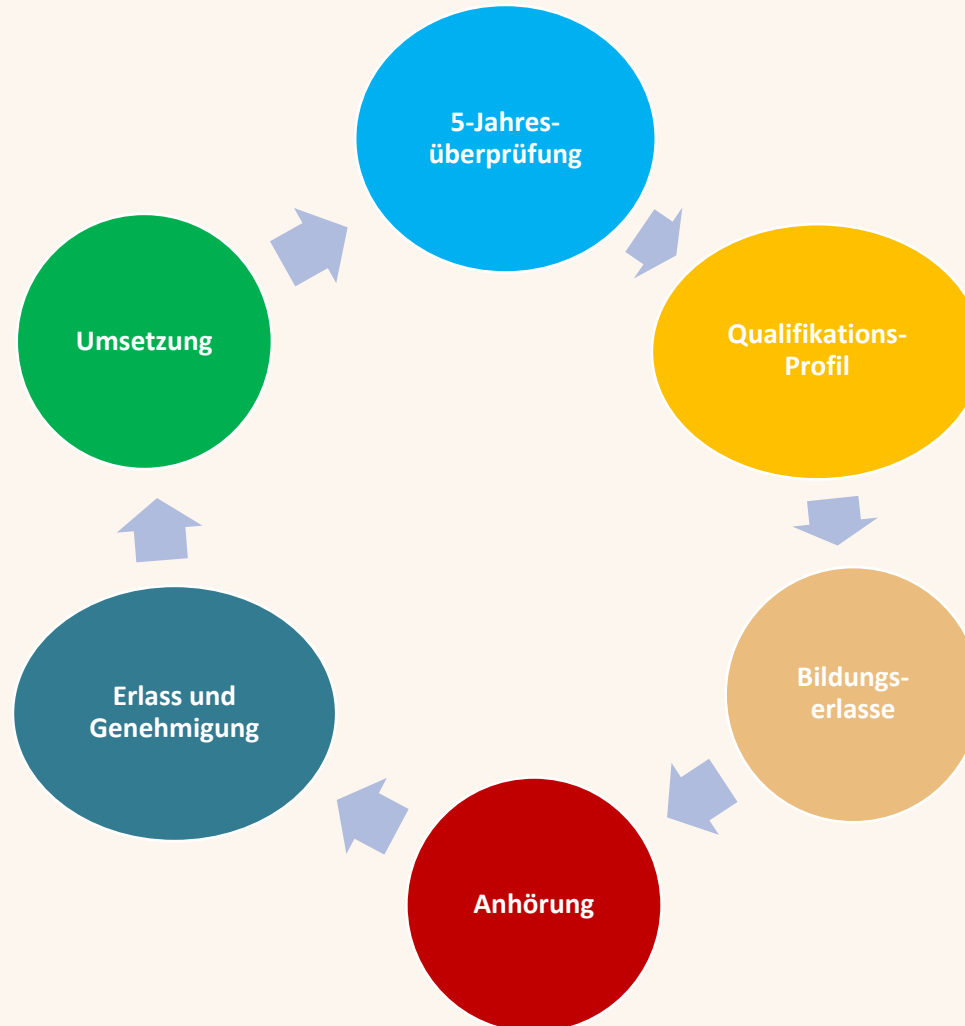 5-Jahres-
überprüfung
Qualifikations-
Profil
Bildungs-
erlasse
Anhörung
Erlass und
Genehmigung
Umsetzung